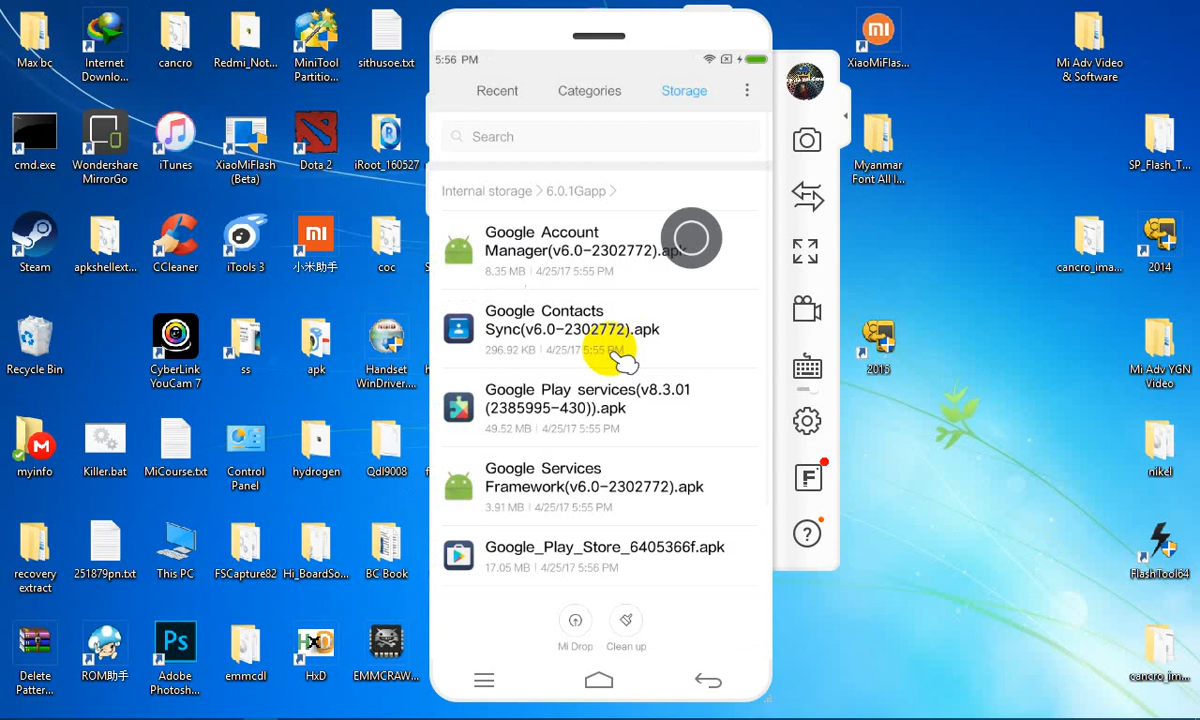 Max bc
Internet
Downlo...
cancro
Redmi_Not...
MiniTool
Partitio...
sithusoe.txt
cmd.exe
Wondershare
MirrorGo
iTunes
XiaoMiFlash
(Beta)
Dota 2
iRoot_160527
Steam
apkshellext...
CCleaner
iTools 3
小米助手
coc
Recycle Bin
CyberLink
YouCam 7
ss
apk
Handset
WinDriver....
myinfo
Killer.bat
MiCourse.txt
Control
Panel
hydrogen
Qdl9008
recovery
extract
251879pn.txt
This PC
FSCapture82
Hi_BoardSo...
BC Book
Delete
Patter...
ROM助手
Adobe
Photosh...
emmcdl
HxD
EMMCRAW...
5:56 PM
Recent
Categories
Storage
Search
Internal storage > 6.0.1Gapp >
Google Account
Manager(v6.0-2302772).apk
8.35 MB | 4/25/17 5:55 PM
Google Contacts
Sync(v6.0-2302772).apk
296.92 KB | 4/25/17 5:55 PM
Google Play services(v8.3.01
(2385995-430)).apk
49.52 MB | 4/25/17 5:55 PM
Google Services
Framework(v6.0-2302772).apk
3.91 MB | 4/25/17 5:55 PM
Google_Play_Store_6405366f.apk
17.05 MB | 4/25/17 5:56 PM
Mi Drop
Clean up
XiaoMiFlas...
Mi Adv Video
& Software
Myanmar
Font All I...
SP_Flash_T...
cancro_ima...
2014
2015
Mi Adv YGN
Video
nikel
FlashTool64
cancro_im...